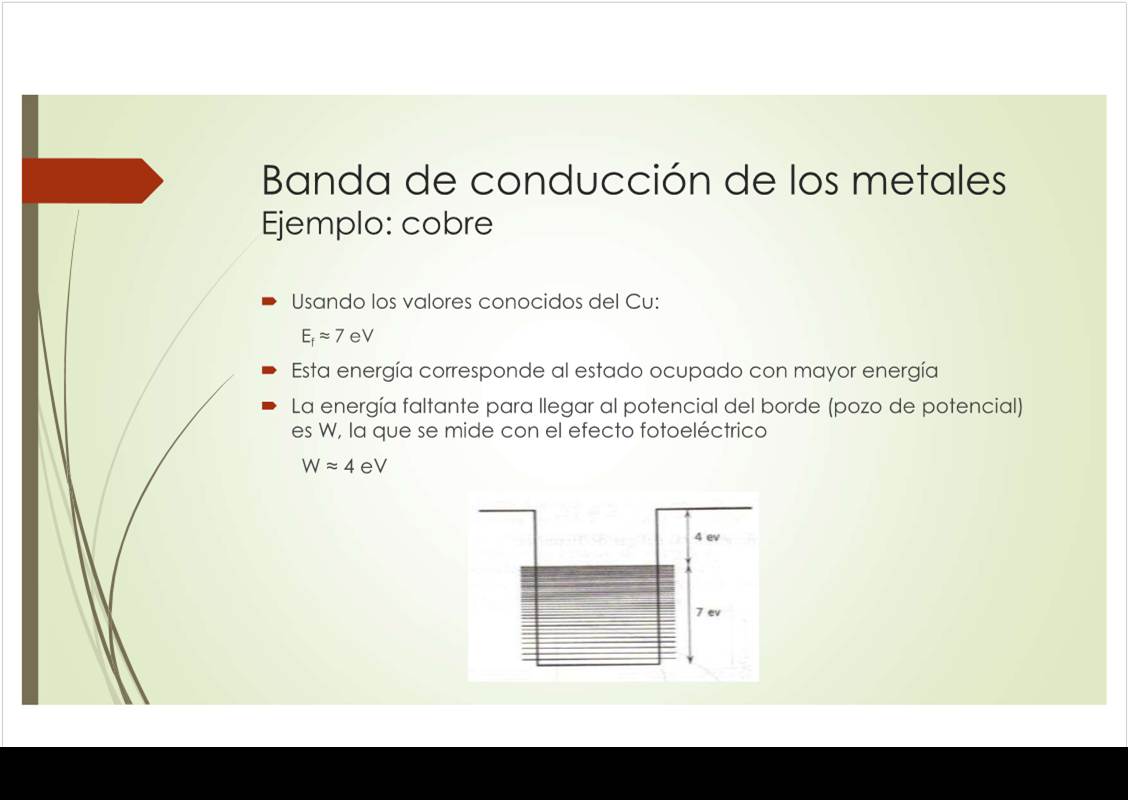 Banda de conducción de los metales
Ejemplo: cobre
Usando los valores conocidos del Cu:
Ef ≈ 7 eV
Esta energía corresponde al estado ocupado con mayor energía
La energía faltante para llegar al potencial del borde (pozo de potencial)
es W, la que se mide con el efecto fotoeléctrico
W ≈ 4 eV
4 ev
7 ev